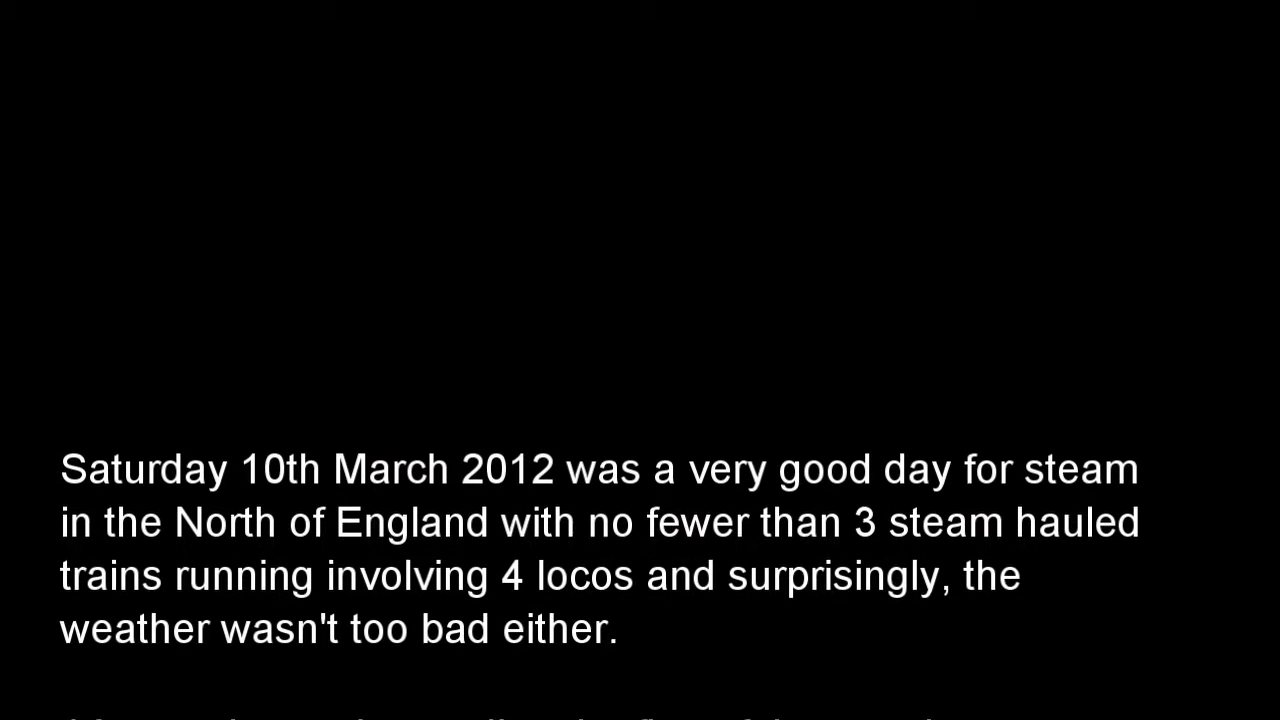 Saturday 10th March 2012 was a very good day for steam
in the North of England with no fewer than 3 steam hauled
trains running involving 4 locos and surprisingly, the
weather wasn't too bad either.